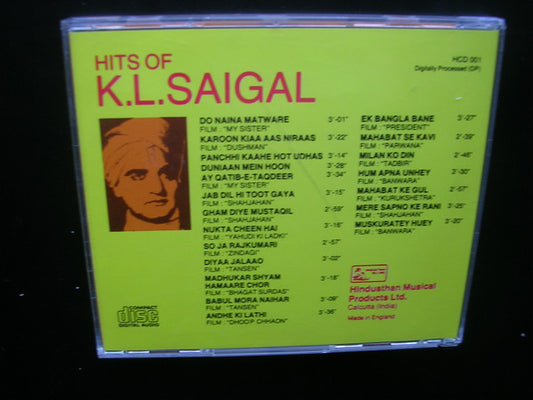 HITS OF
K.L.SAIGAL
HCD 001
Digitally Processed (DP)
DO NAINA MATWARE 3'-01"
FILM : "MY SISTER"
KAROON KIAA AAS NIRAAS 3'-22"
FILM : "DUSHMAN"
PANCHHI KAAHE HOT UDHAS 3'-14"
DUNIAAN MEIN HOON 3'-28"
AY QATIB-E-TAQDEER 3'-34"
FILM : "MY SISTER"
JAB DIL HI TOOT GAYA 3'-15"
FILM : "SHAHJAHAN"
GHAM DIYE MUSTAQIL 2'-59"
FILM : "SHAHJAHAN"
NUKTA CHEEN HAI 3'-16"
FILM : "YAHUDI KI LADKI"
SO JA RAJKUMARI 2'-57"
FILM : "ZINDAGI"
DIYAA JALAAO 3'-02"
FILM : "TANSEN"
MADHUKAR SHYAM 3'-18"
HAMAARE CHOR
FILM : "BHAGAT SURDAS"
BABUL MORA NAIHAR 3'-09"
FILM : "TANSEN"
ANDHE KI LATHI 3'-36"
FILM : "DHOOP CHHAON"
EK BANGLA BANE 3'-27"
FILM : "PRESIDENT"
MAHABAT SE KAVI 2'-39"
FILM : "PARWANA"
MILAN KO DIN 2'-46"
FILM : "TADBIR"
HUM APNA UNHEY 3'-30"
FILM : "BANWARA"
MAHABAT KE GUL 2'-57"
FILM : "KURUKSHETRA"
MERE SAPNO KE RANI 3'-25"
FILM : "SHAHJAHAN"
MUSKURATEY HUEY 3'-20"
FILM : "BANWARA"
COMPACT
disc
DIGITAL AUDIO
Hindusthan Musical
Products Ltd.
Calcutta (India)
Made in England